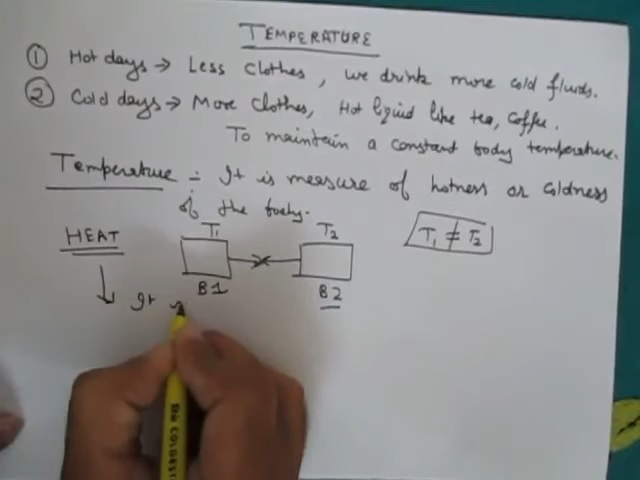 TEMPERATURE
① Hot days → Less clothes, we drink more cold fluids.
② Cold days → More clothes, Hot liquid like tea, Coffee.
To maintain a constant body temperature.
Temperature :- It is measure of hotness or coldness
of the body.
HEAT
T₁ T₂
T₁ ≠ T₂
B1 B2
It
COLDEST